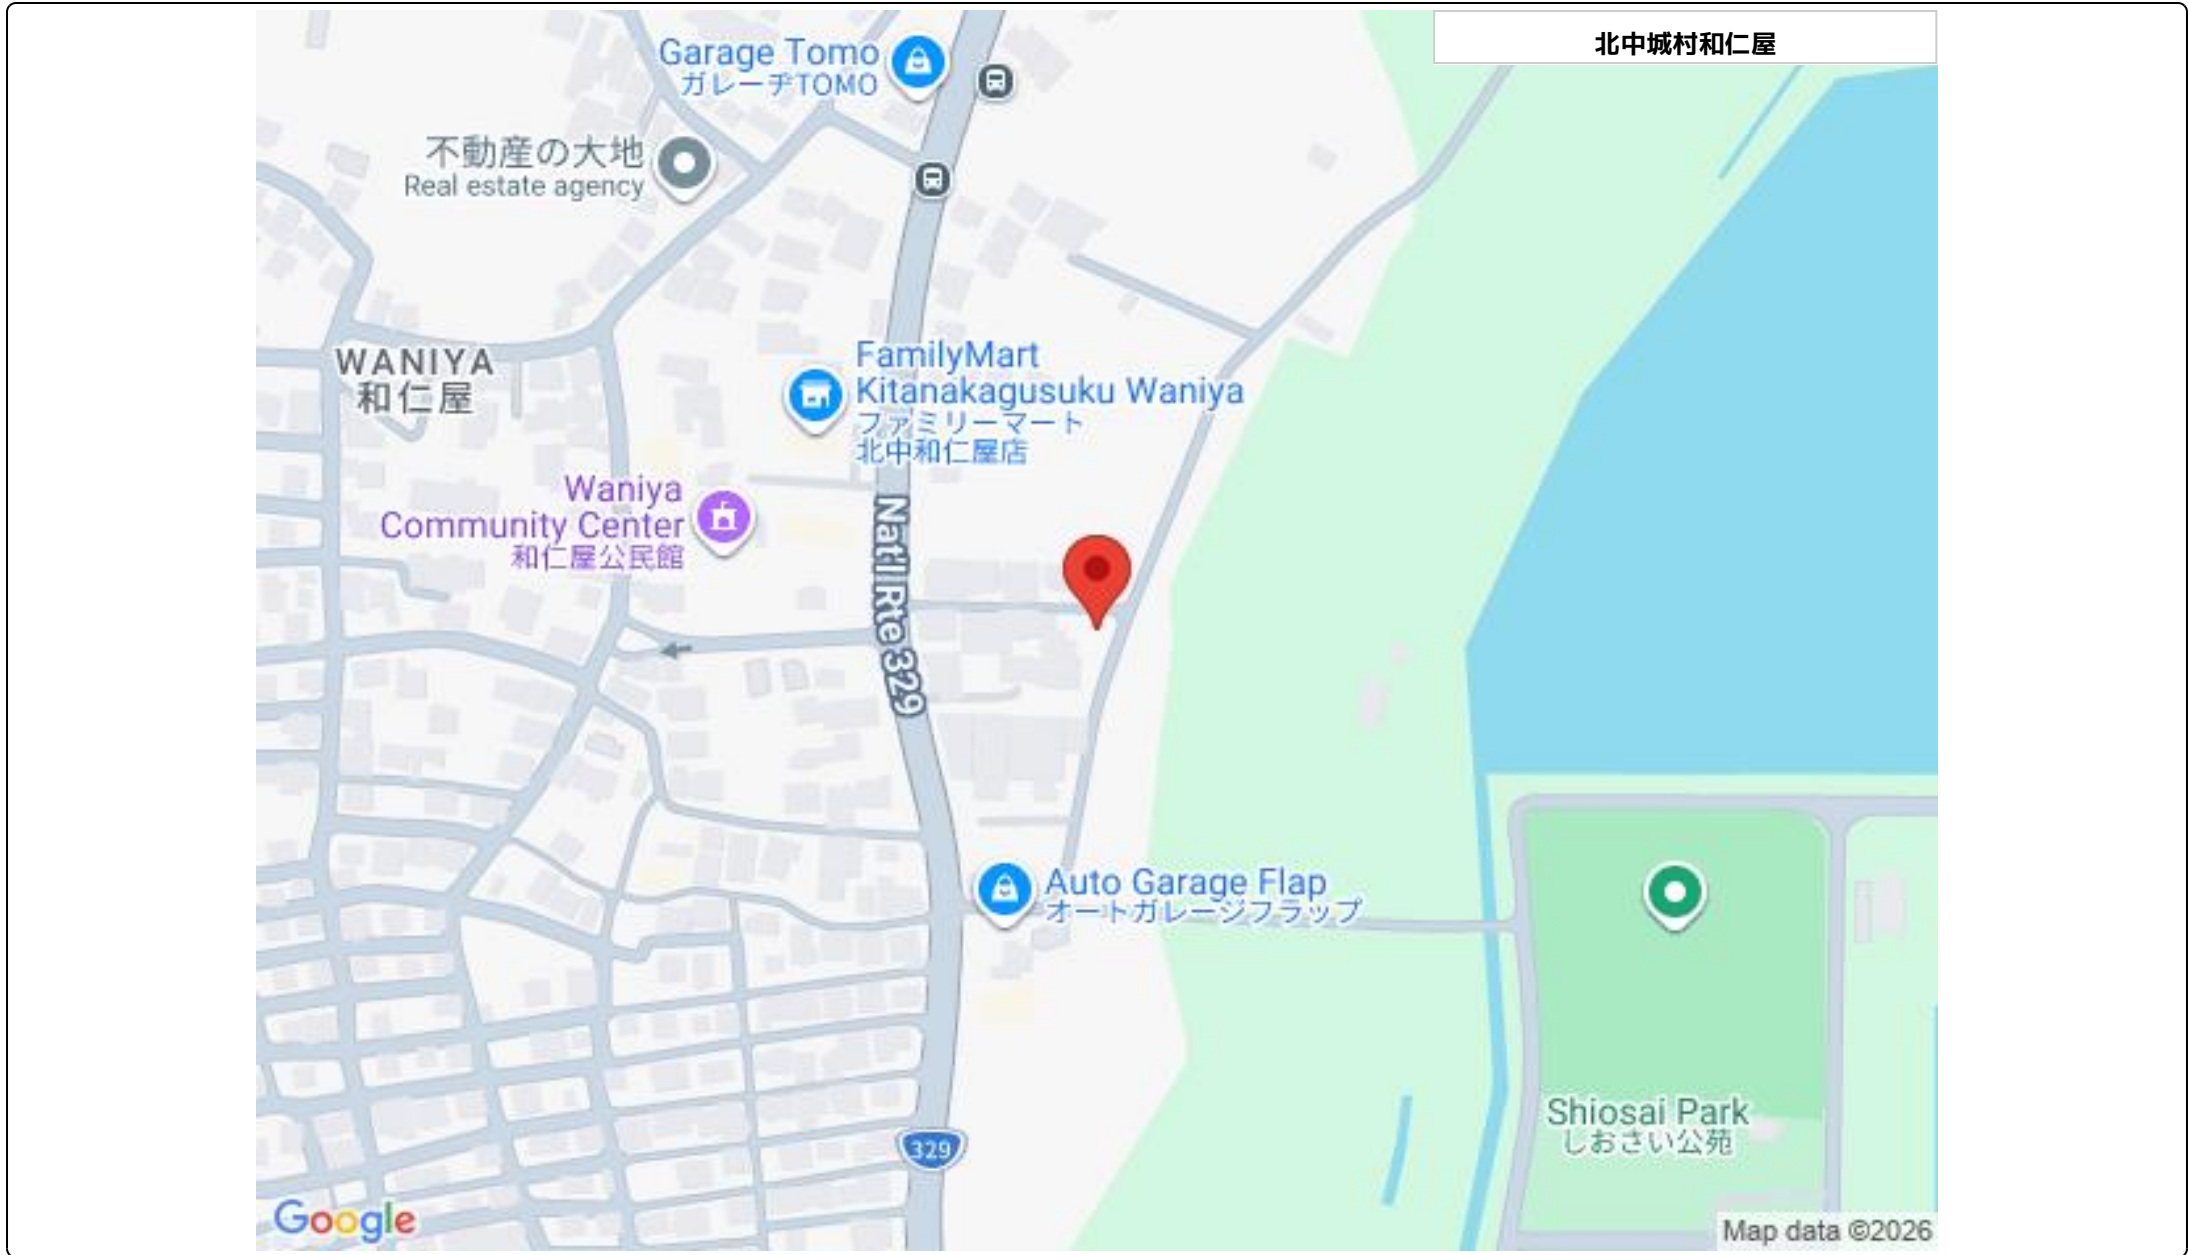 北中城村和仁屋
Garage Tomo
ガレーヂTOMO
不動産の大地
Real estate agency
WANIYA
和仁屋
FamilyMart
Kitanakagusuku Waniya
ファミリーマート
北中和仁屋店
Waniya
Community Center
和仁屋公民館
Nat'l Rte 329
Auto Garage Flap
オートガレージフラップ
Shiosai Park
しおさい公苑
329
Google
Map data ©2026